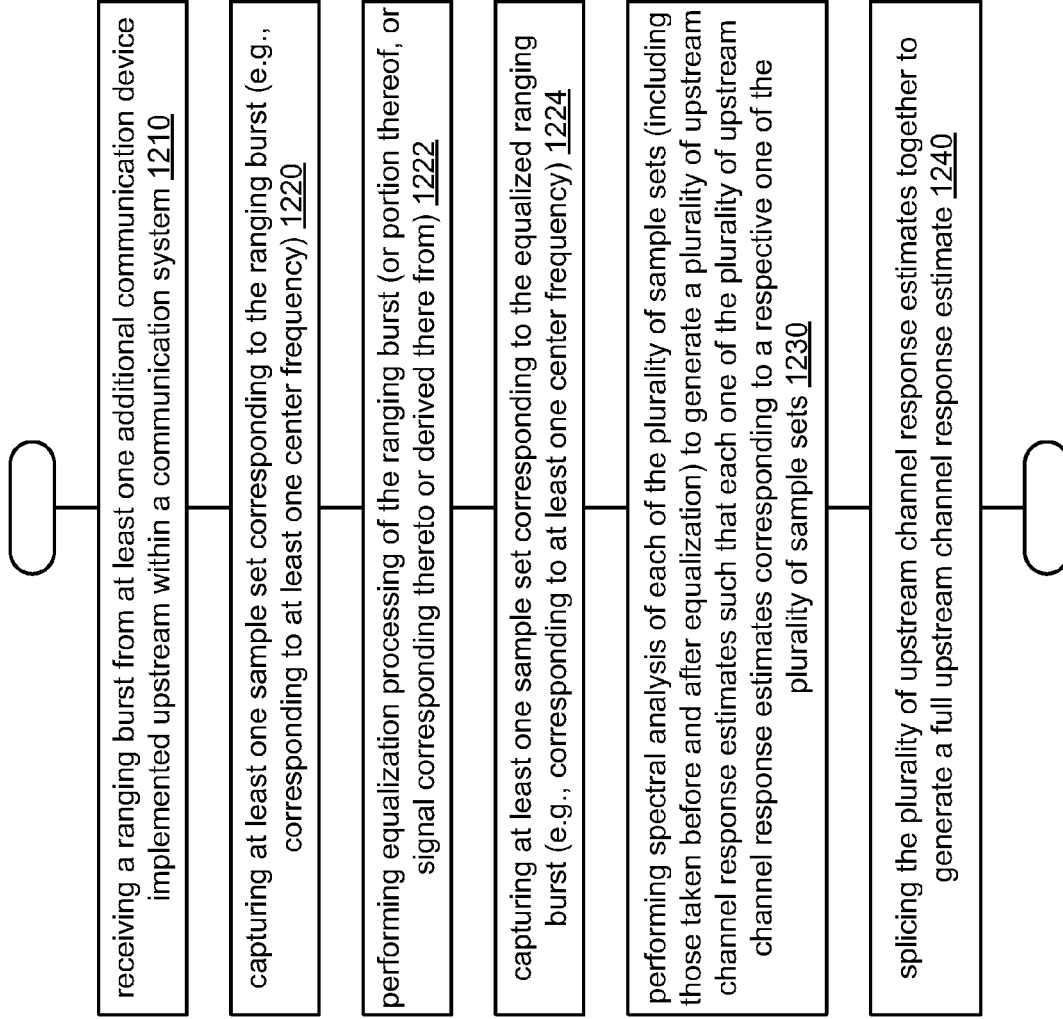 receiving a ranging burst from at least one additional communication device
implemented upstream within a communication system 1210
capturing at least one sample set corresponding to the ranging burst (e.g.,
corresponding to at least one center frequency) 1220
performing equalization processing of the ranging burst (or portion thereof, or
signal corresponding thereto or derived there from) 1222
capturing at least one sample set corresponding to the equalized ranging
burst (e.g., corresponding to at least one center frequency) 1224
performing spectral analysis of each of the plurality of sample sets (including
those taken before and after equalization) to generate a plurality of upstream
channel response estimates such that each one of the plurality of upstream
channel response estimates corresponding to a respective one of the
plurality of sample sets 1230
splicing the plurality of upstream channel response estimates together to
generate a full upstream channel response estimate 1240